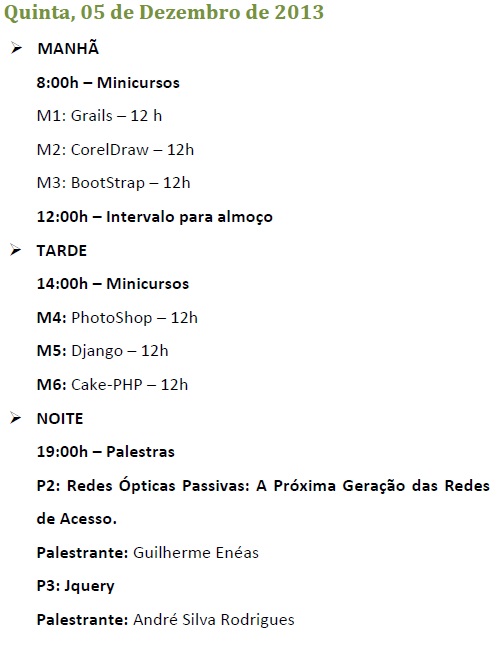 Quinta, 05 de Dezembro de 2013
➢ MANHÃ
8:00h – Minicursos
M1: Grails – 12 h
M2: CorelDraw – 12h
M3: BootStrap – 12h
12:00h – Intervalo para almoço
➢ TARDE
14:00h – Minicursos
M4: PhotoShop – 12h
M5: Django – 12h
M6: Cake-PHP – 12h
➢ NOITE
19:00h – Palestras
P2: Redes Ópticas Passivas: A Próxima Geração das Redes
de Acesso.
Palestrante: Guilherme Enéas
P3: Jquery
Palestrante: André Silva Rodrigues